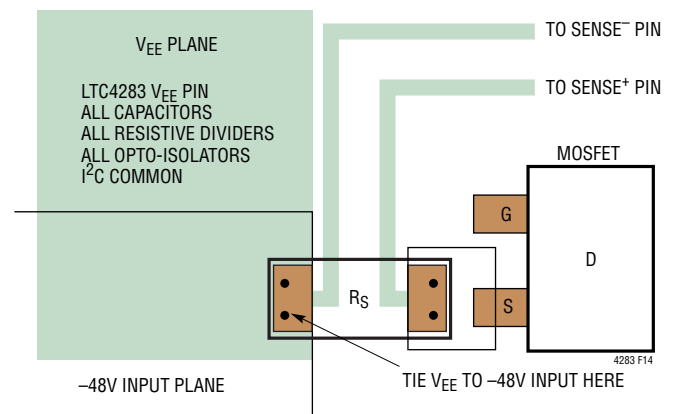 V_EE PLANE
LTC4283 V_EE PIN
ALL CAPACITORS
ALL RESISTIVE DIVIDERS
ALL OPTO-ISOLATORS
I²C COMMON
TO SENSE⁻ PIN
TO SENSE⁺ PIN
MOSFET
G
D
R_S
S
4283 F14
–48V INPUT PLANE
TIE V_EE TO –48V INPUT HERE